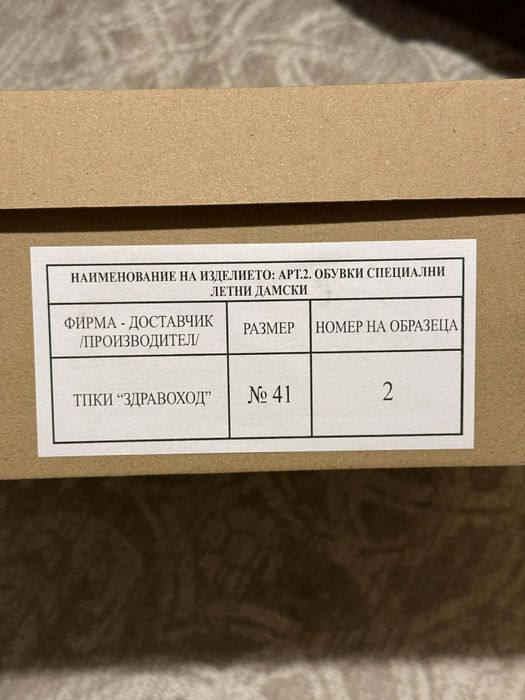 НАИМЕНОВАНИЕ НА ИЗДЕЛИЕТО: АРТ.2. ОБУВКИ СПЕЦИАЛНИ
ЛЕТНИ ДАМСКИ
ФИРМА - ДОСТАВЧИК
/ПРОИЗВОДИТЕЛ/
РАЗМЕР
НОМЕР НА ОБРАЗЕЦА
ТПКИ “ЗДРАВОХОД”
№ 41
2